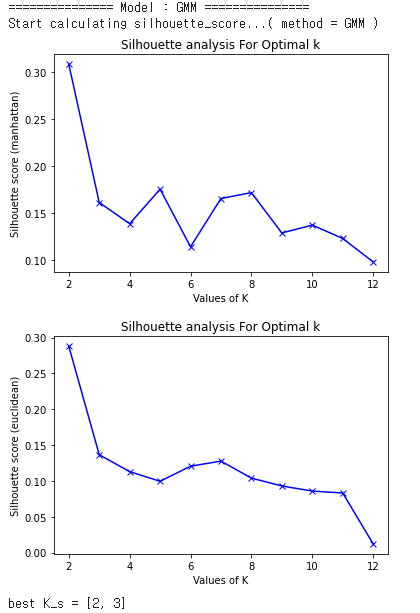 =============== Model : GMM ===============
Start calculating silhouette_score...( method = GMM )
Silhouette analysis For Optimal k
Silhouette score (manhattan)
0.30
0.25
0.20
0.15
0.10
2 4 6 8 10 12
Values of K
Silhouette analysis For Optimal k
Silhouette score (euclidean)
0.30
0.25
0.20
0.15
0.10
0.05
0.00
2 4 6 8 10 12
Values of K
best K_s = [2, 3]